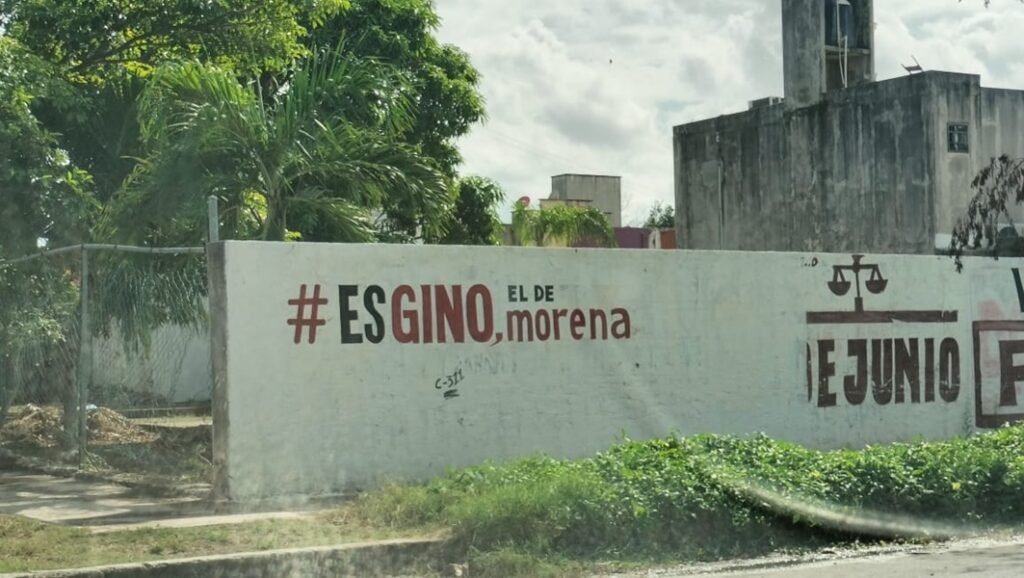 #ESGINO, EL DE
morena
C-311
E JUNIO